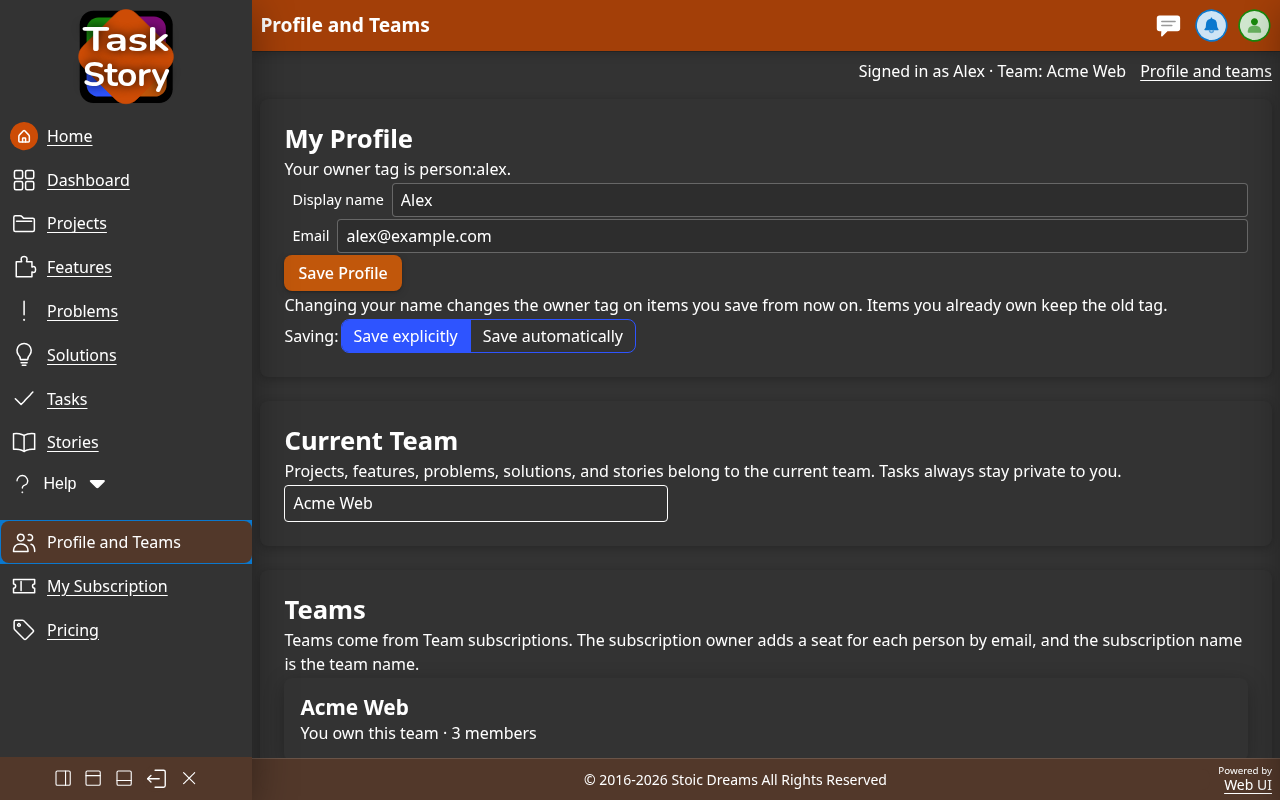 Task
Story
Home
Dashboard
Projects
Features
Problems
Solutions
Tasks
Stories
Help
Profile and Teams
My Subscription
Pricing
Profile and Teams
Signed in as Alex · Team: Acme Web Profile and teams
My Profile
Your owner tag is person:alex.
Display name Alex
Email alex@example.com
Save Profile
Changing your name changes the owner tag on items you save from now on. Items you already own keep the old tag.
Saving: Save explicitly Save automatically
Current Team
Projects, features, problems, solutions, and stories belong to the current team. Tasks always stay private to you.
Acme Web
Teams
Teams come from Team subscriptions. The subscription owner adds a seat for each person by email, and the subscription name
is the team name.
Acme Web
You own this team · 3 members
© 2016-2026 Stoic Dreams All Rights Reserved
Powered by
Web UI